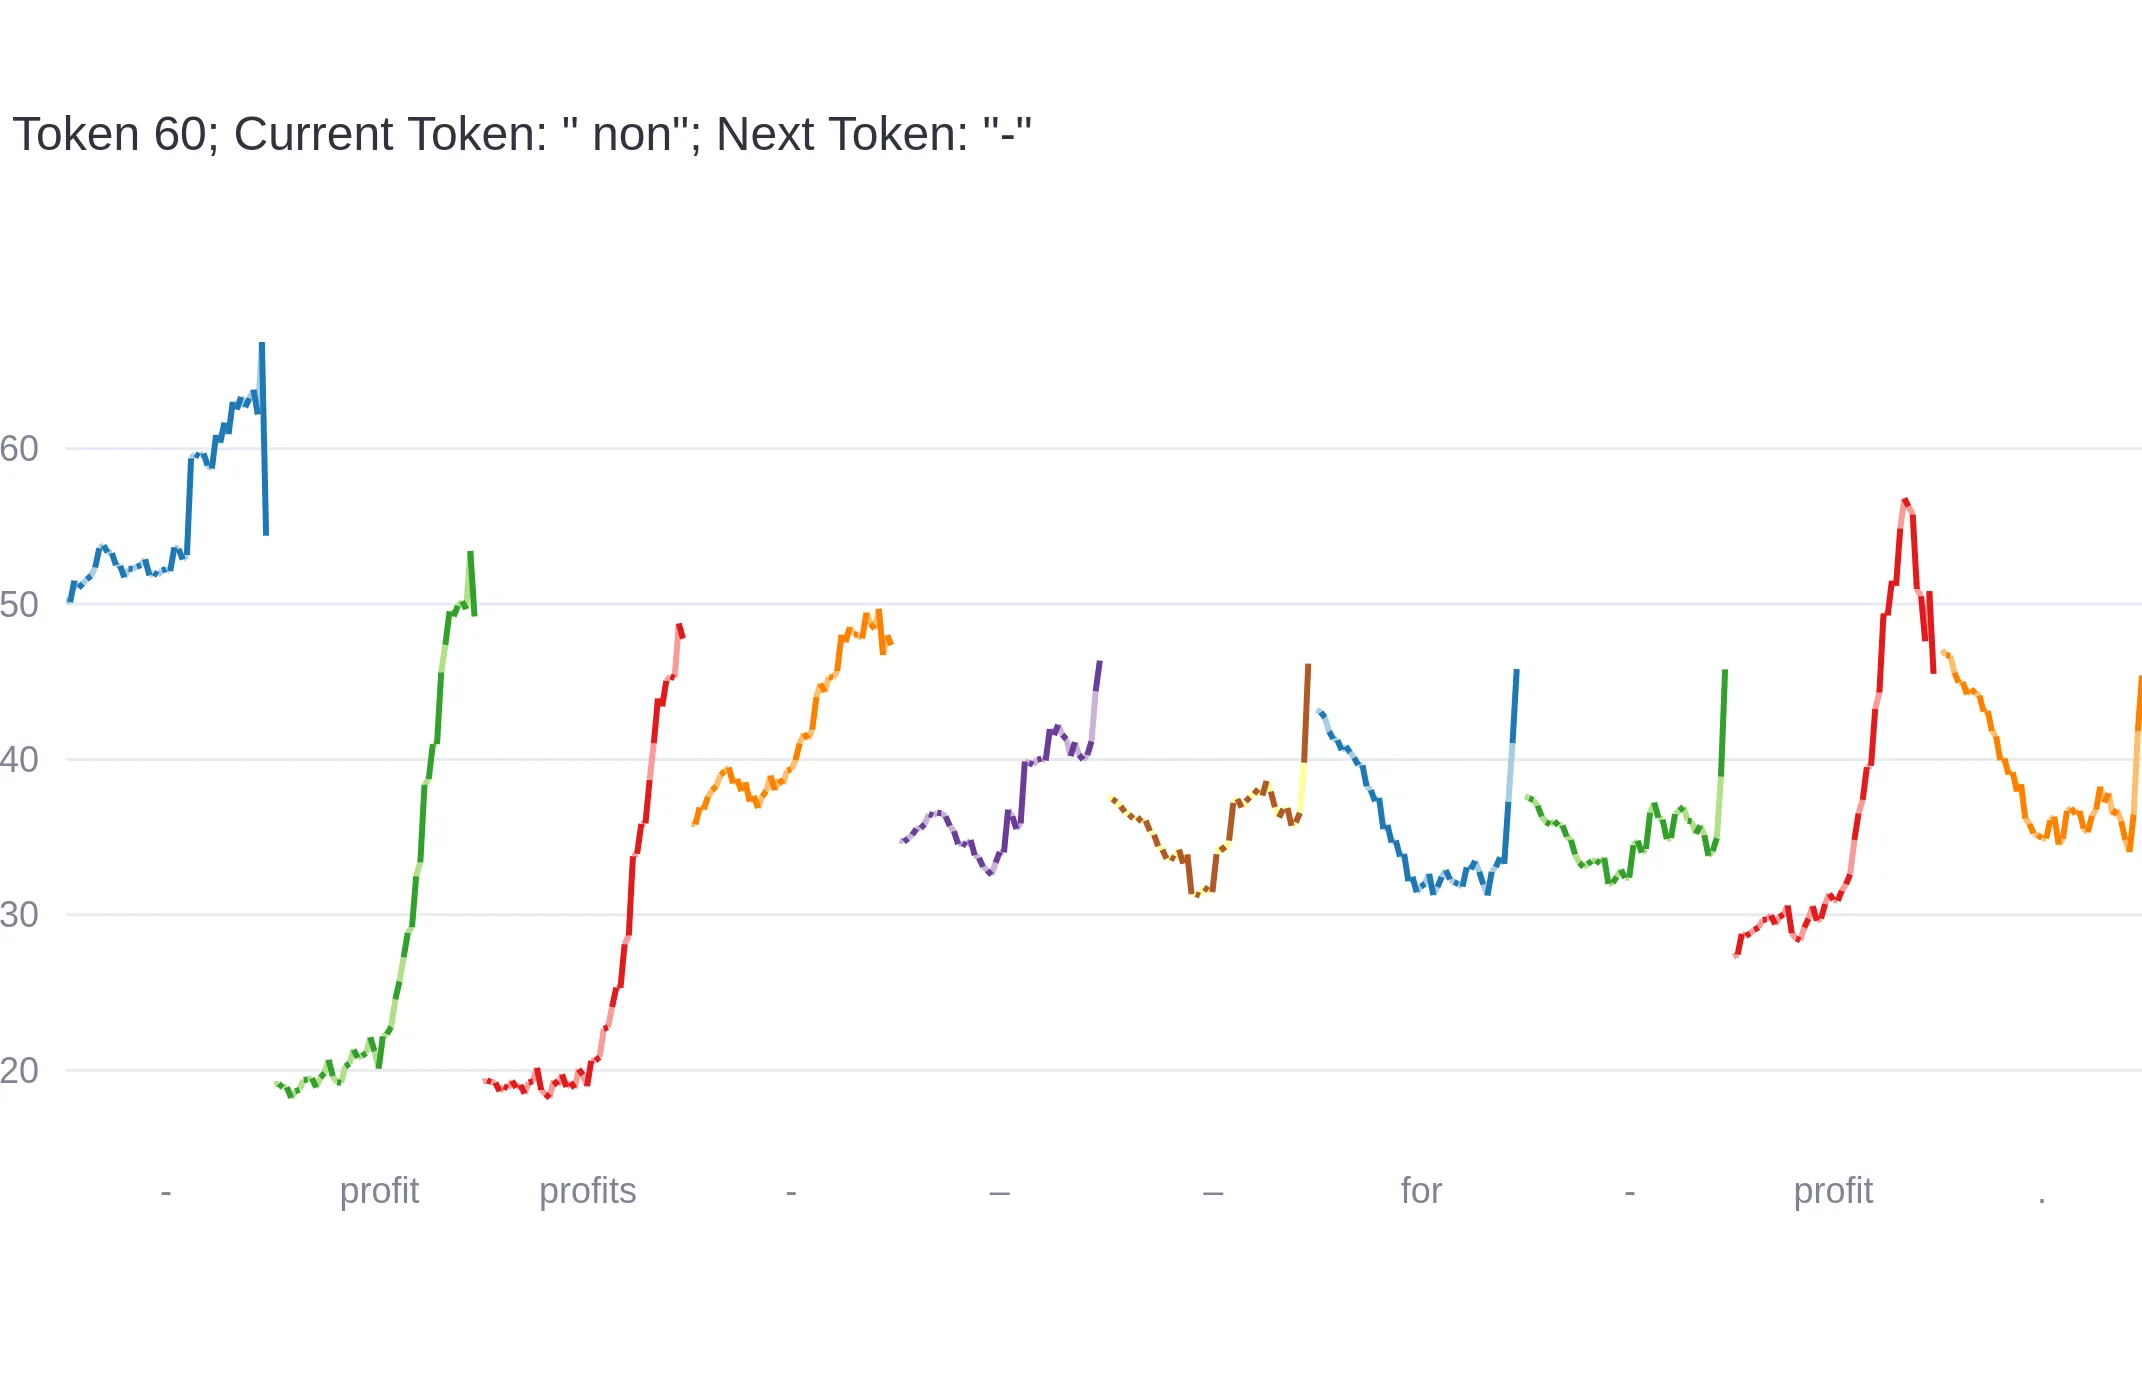 Token 60; Current Token: " non"; Next Token: "-"
60
50
40
30
20
- profit profits - – – for - profit .